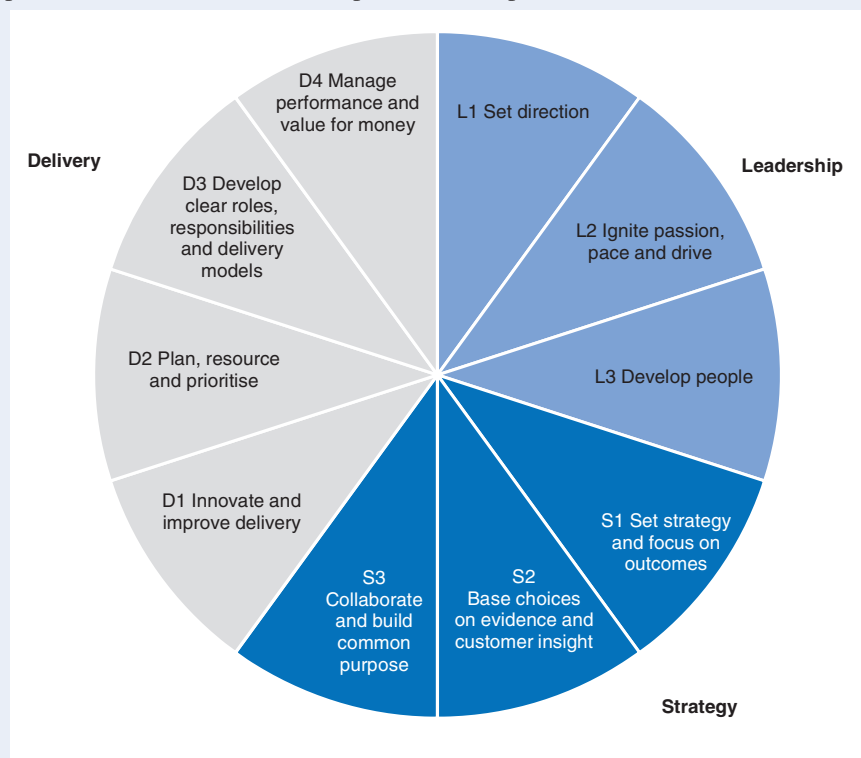 D4 Manage
performance and
value for money
L1 Set direction
Delivery
Leadership
D3 Develop
clear roles,
responsibilities
and delivery
models
L2 Ignite passion,
pace and drive
D2 Plan, resource
and prioritise
L3 Develop people
D1 Innovate and
improve delivery
S1 Set strategy
and focus on
outcomes
S3
Collaborate
and build
common
purpose
S2
Base choices
on evidence and
customer insight
Strategy